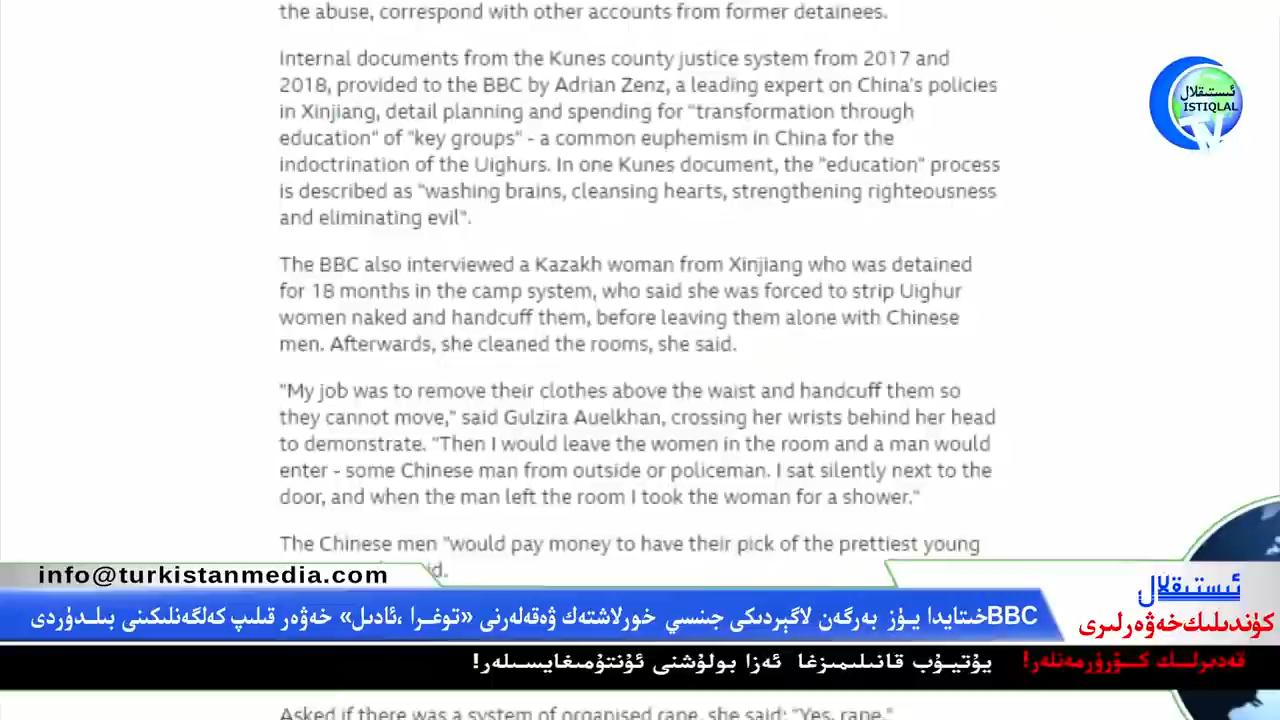 the abuse, correspond with other accounts from former detainees.
Internal documents from the Kunes county justice system from 2017 and
2018, provided to the BBC by Adrian Zenz, a leading expert on China's policies
in Xinjiang, detail planning and spending for "transformation through
education" of "key groups" - a common euphemism in China for the
indoctrination of the Uighurs. In one Kunes document, the "education" process
is described as "washing brains, cleansing hearts, strengthening righteousness
and eliminating evil".
The BBC also interviewed a Kazakh woman from Xinjiang who was detained
for 18 months in the camp system, who said she was forced to strip Uighur
women naked and handcuff them, before leaving them alone with Chinese
men. Afterwards, she cleaned the rooms, she said.
"My job was to remove their clothes above the waist and handcuff them so
they cannot move," said Gulzira Auelkhan, crossing her wrists behind her head
to demonstrate. "Then I would leave the women in the room and a man would
enter - some Chinese man from outside or policeman. I sat silently next to the
door, and when the man left the room I took the woman for a shower."
The Chinese men "would pay money to have their pick of the prettiest young
ئىستىقلال
ISTIQLAL
TV
info@turkistanmedia.com
ئىستىقلال
كۈندىلىك خەۋەرلىرى
BBCخىتايدا يۈز بەرگەن لاگېردىكى جىنسىي خورلاشتەك ۋەقەلەرنى «توغرا ،ئادىل» خەۋەر قىلىپ كەلگەنلىكىنى بىلدۈردى
قەدىرلىك كۆرۈرمەنلەر!
يۇتيۇب قانىلىمىزغا ئەزا بولۇشنى ئۇنتۇمىغايسىلەر!
Asked if there was a system of organised rape, she said: "Yes, rape."